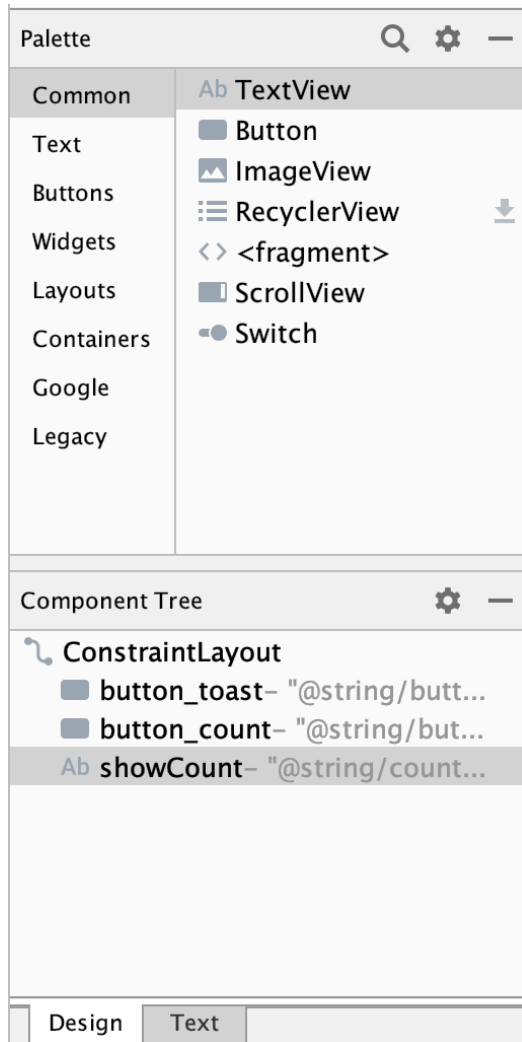 Palette
Common
Text
Buttons
Widgets
Layouts
Containers
Google
Legacy
Ab TextView
Button
ImageView
RecyclerView
<fragment>
ScrollView
Switch
Component Tree
ConstraintLayout
button_toast– "@string/butt...
button_count– "@string/but...
Ab showCount– "@string/count...
Design
Text